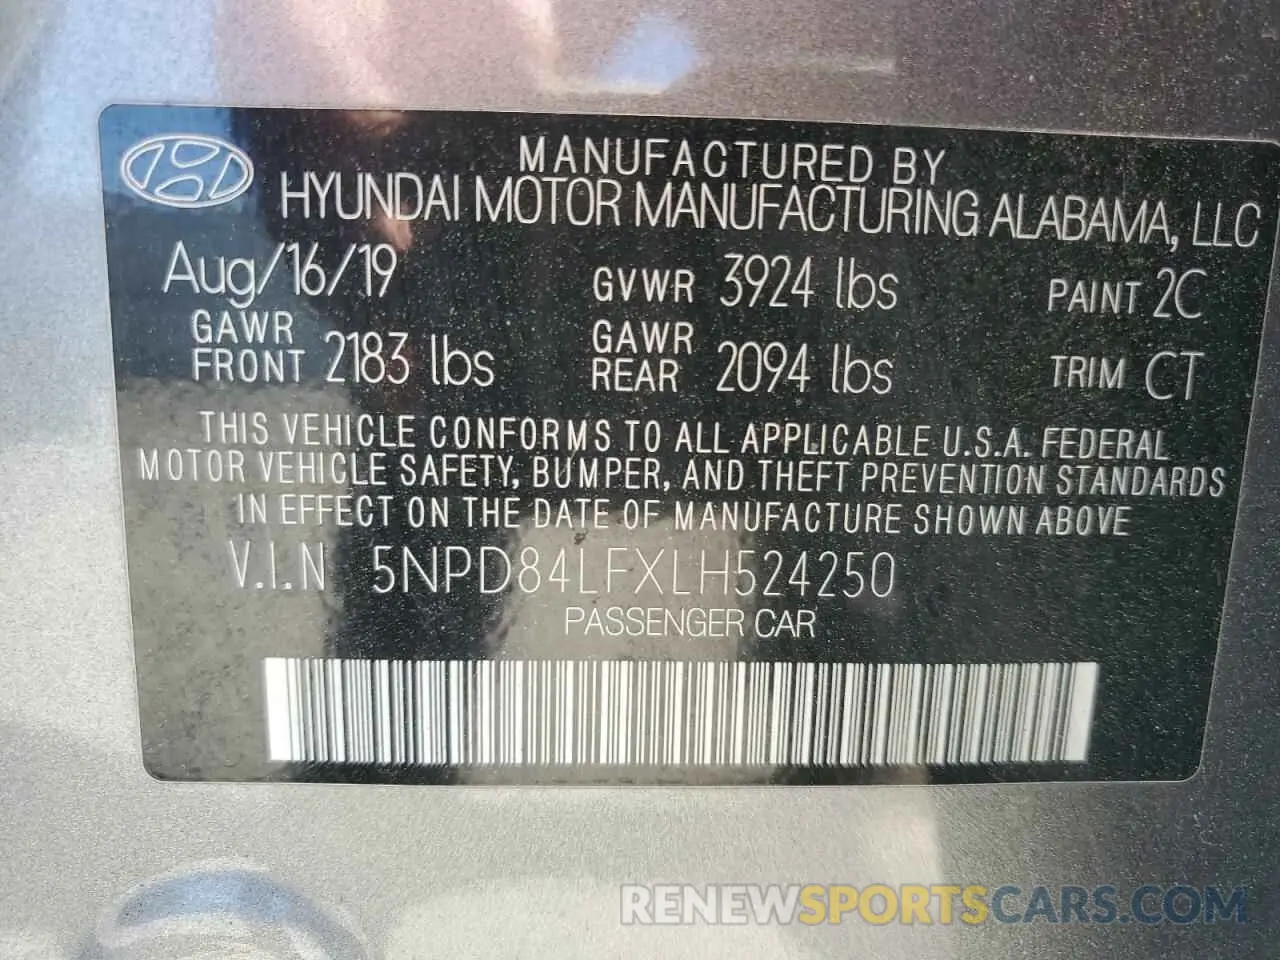 MANUFACTURED BY
HYUNDAI MOTOR MANUFACTURING ALABAMA, LLC
Aug/16/19 GVWR 3924 lbs PAINT 2C
GAWR FRONT 2183 lbs GAWR REAR 2094 lbs TRIM CT
THIS VEHICLE CONFORMS TO ALL APPLICABLE U.S.A. FEDERAL
MOTOR VEHICLE SAFETY, BUMPER, AND THEFT PREVENTION STANDARDS
IN EFFECT ON THE DATE OF MANUFACTURE SHOWN ABOVE
V.I.N 5NPD84LFXLH524250
PASSENGER CAR
RENEWSPORTSCARS.COM